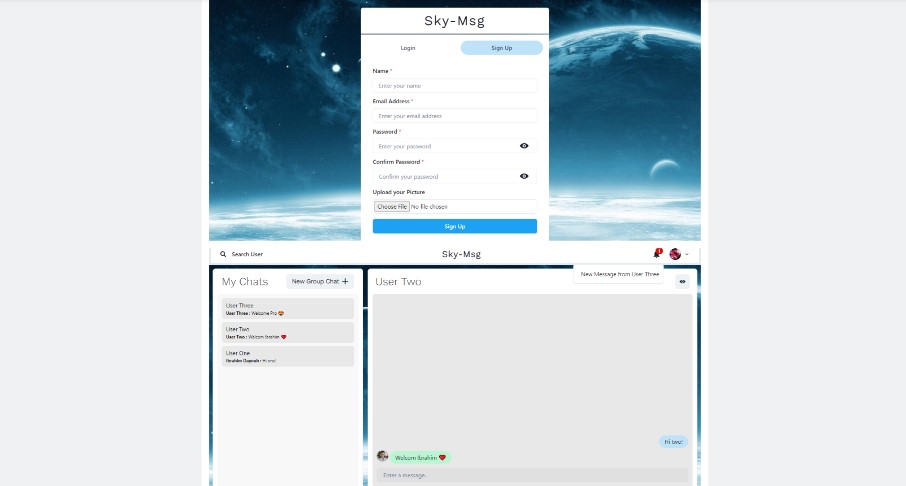 Sky-Msg
Login
Sign Up
Name *
Enter your name
Email Address *
Enter your email address
Password *
Enter your password
Confirm Password *
Confirm your password
Upload your Picture
Choose File No file chosen
Sign Up
Search User
Sky-Msg
1
New Message from User Three
My Chats
New Group Chat +
User Two
User Three
User Three : Welcome Pro 😍
User Two
User Two : Welcom Ibrahim ❤️
User One
Ibrahim : Hi one!
Hi two!
Welcom Ibrahim ❤️
Enter a message..